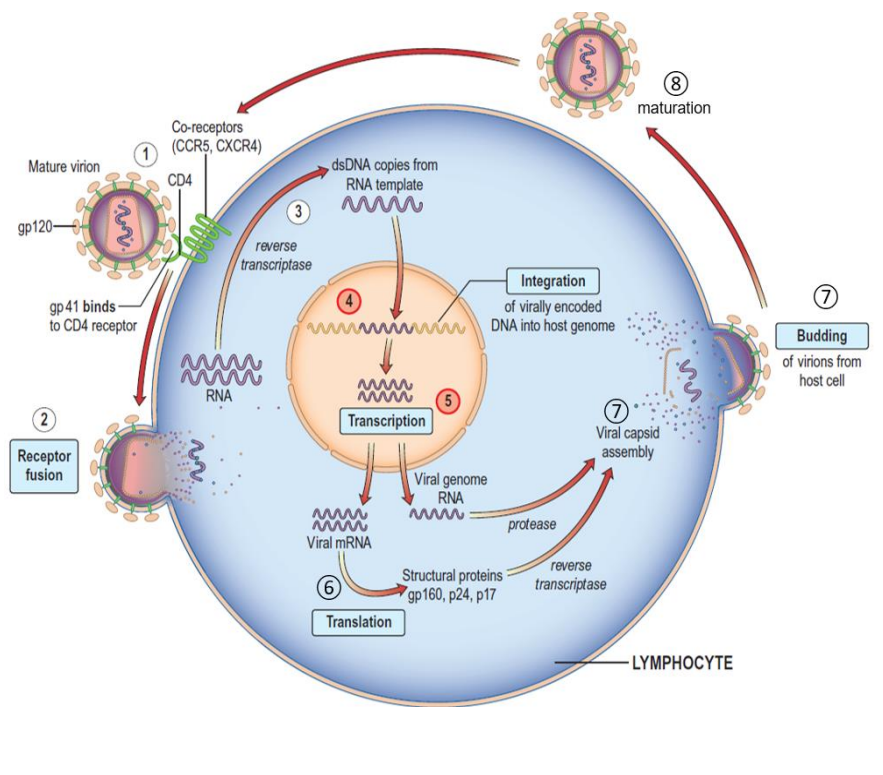 ⑧
maturation
Co-receptors
(CCR5, CXCR4)
①
Mature virion
CD4
gp120
gp41 binds
to CD4 receptor
dsDNA copies from
RNA template
③
reverse
transcriptase
④
Integration
of virally encoded
DNA into host genome
⑦
Budding
of virions from
host cell
RNA
⑤
Transcription
②
Receptor
fusion
⑦
Viral capsid
assembly
Viral genome
RNA
protease
Viral mRNA
⑥
Translation
Structural proteins
gp160, p24, p17
reverse
transcriptase
LYMPHOCYTE